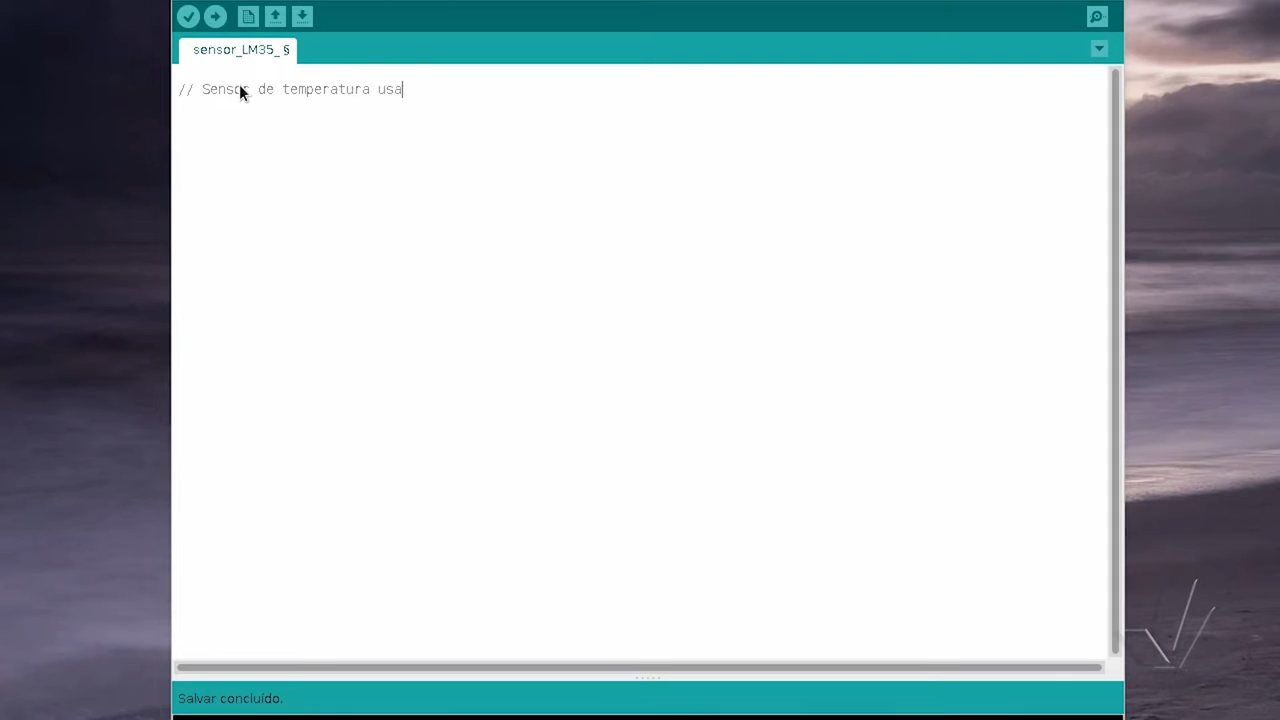 sensor_LM35_ §
// Sensor de temperatura usa
Salvar concluído.